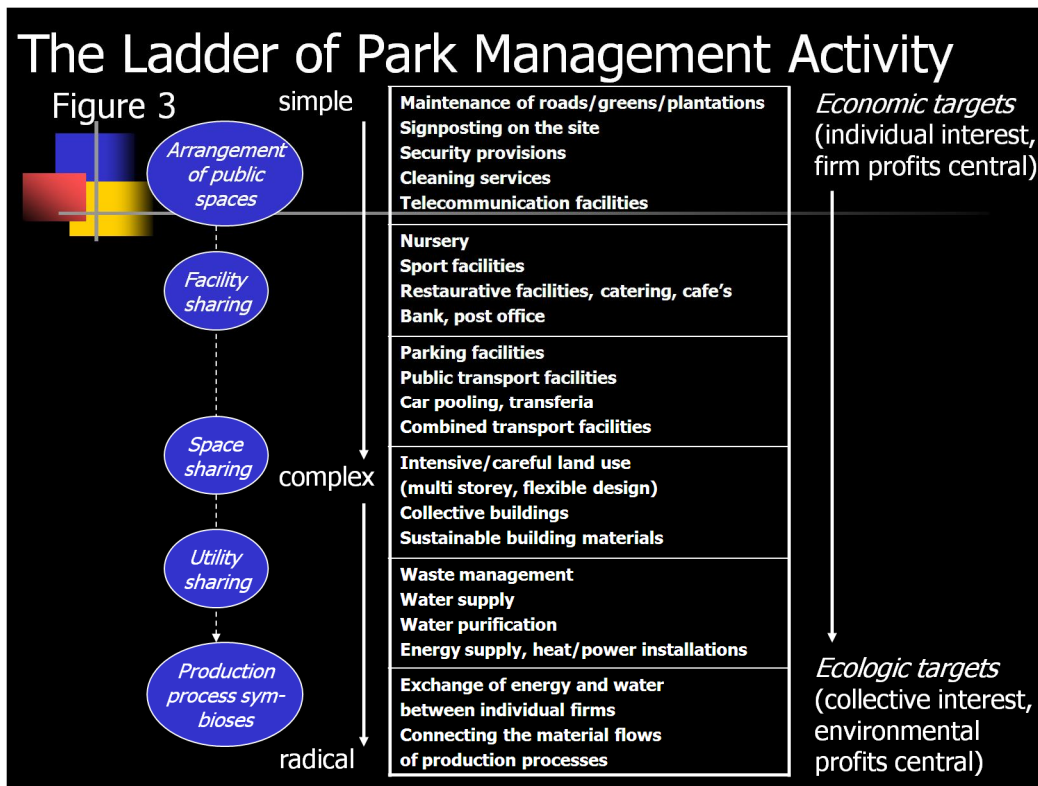 The Ladder of Park Management Activity
Figure 3
simple
Arrangement
of public
spaces
Facility
sharing
Space
sharing
complex
Utility
sharing
Production
process sym-
bioses
radical
Maintenance of roads/greens/plantations
Signposting on the site
Security provisions
Cleaning services
Telecommunication facilities
Nursery
Sport facilities
Restaurative facilities, catering, cafe’s
Bank, post office
Parking facilities
Public transport facilities
Car pooling, transferia
Combined transport facilities
Intensive/careful land use
(multi storey, flexible design)
Collective buildings
Sustainable building materials
Waste management
Water supply
Water purification
Energy supply, heat/power installations
Exchange of energy and water
between individual firms
Connecting the material flows
of production processes
Economic targets
(individual interest,
firm profits central)
Ecologic targets
(collective interest,
environmental
profits central)